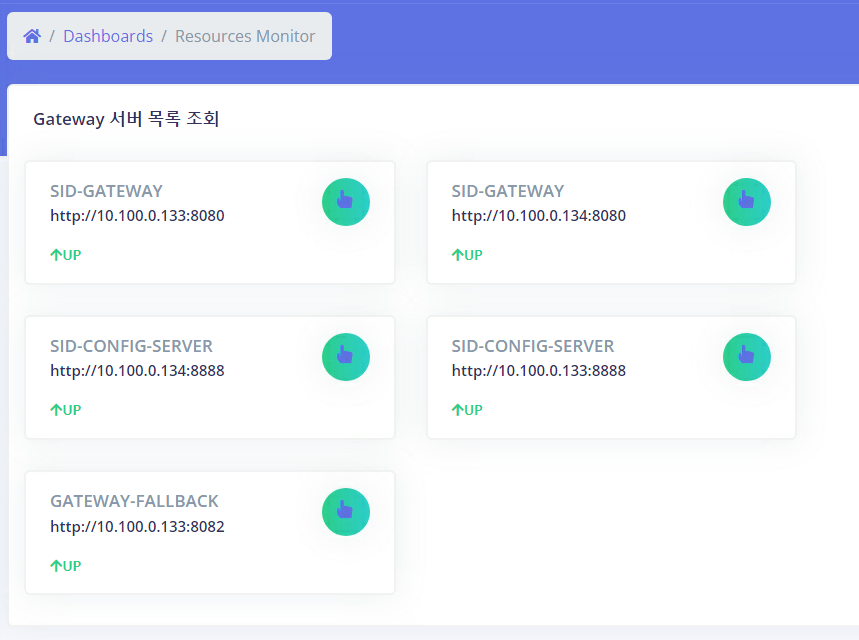 / Dashboards / Resources Monitor
Gateway 서버 목록 조회
SID-GATEWAY
http://10.100.0.133:8080
UP
SID-GATEWAY
http://10.100.0.134:8080
UP
SID-CONFIG-SERVER
http://10.100.0.134:8888
UP
SID-CONFIG-SERVER
http://10.100.0.133:8888
UP
GATEWAY-FALLBACK
http://10.100.0.133:8082
UP